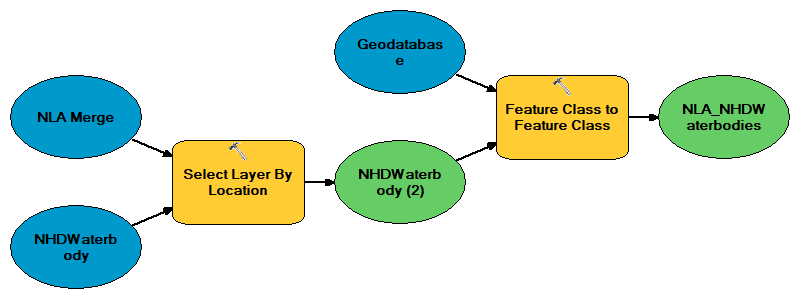 Geodatabas
e
NLA Merge
Feature Class to
Feature Class
NLA_NHDW
aterbodies
Select Layer By
Location
NHDWaterb
ody (2)
NHDWaterb
ody